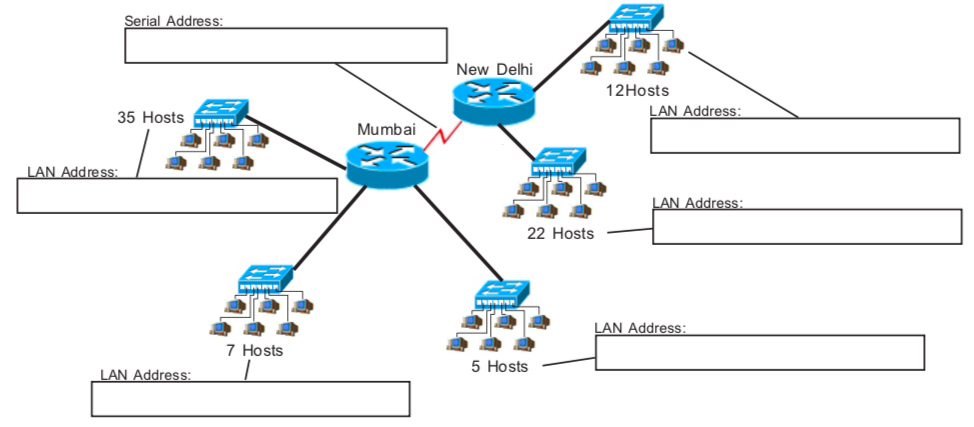 Serial Address:
New Delhi
12Hosts
35 Hosts
LAN Address:
Mumbai
LAN Address:
LAN Address:
22 Hosts
LAN Address:
7 Hosts
5 Hosts
LAN Address: